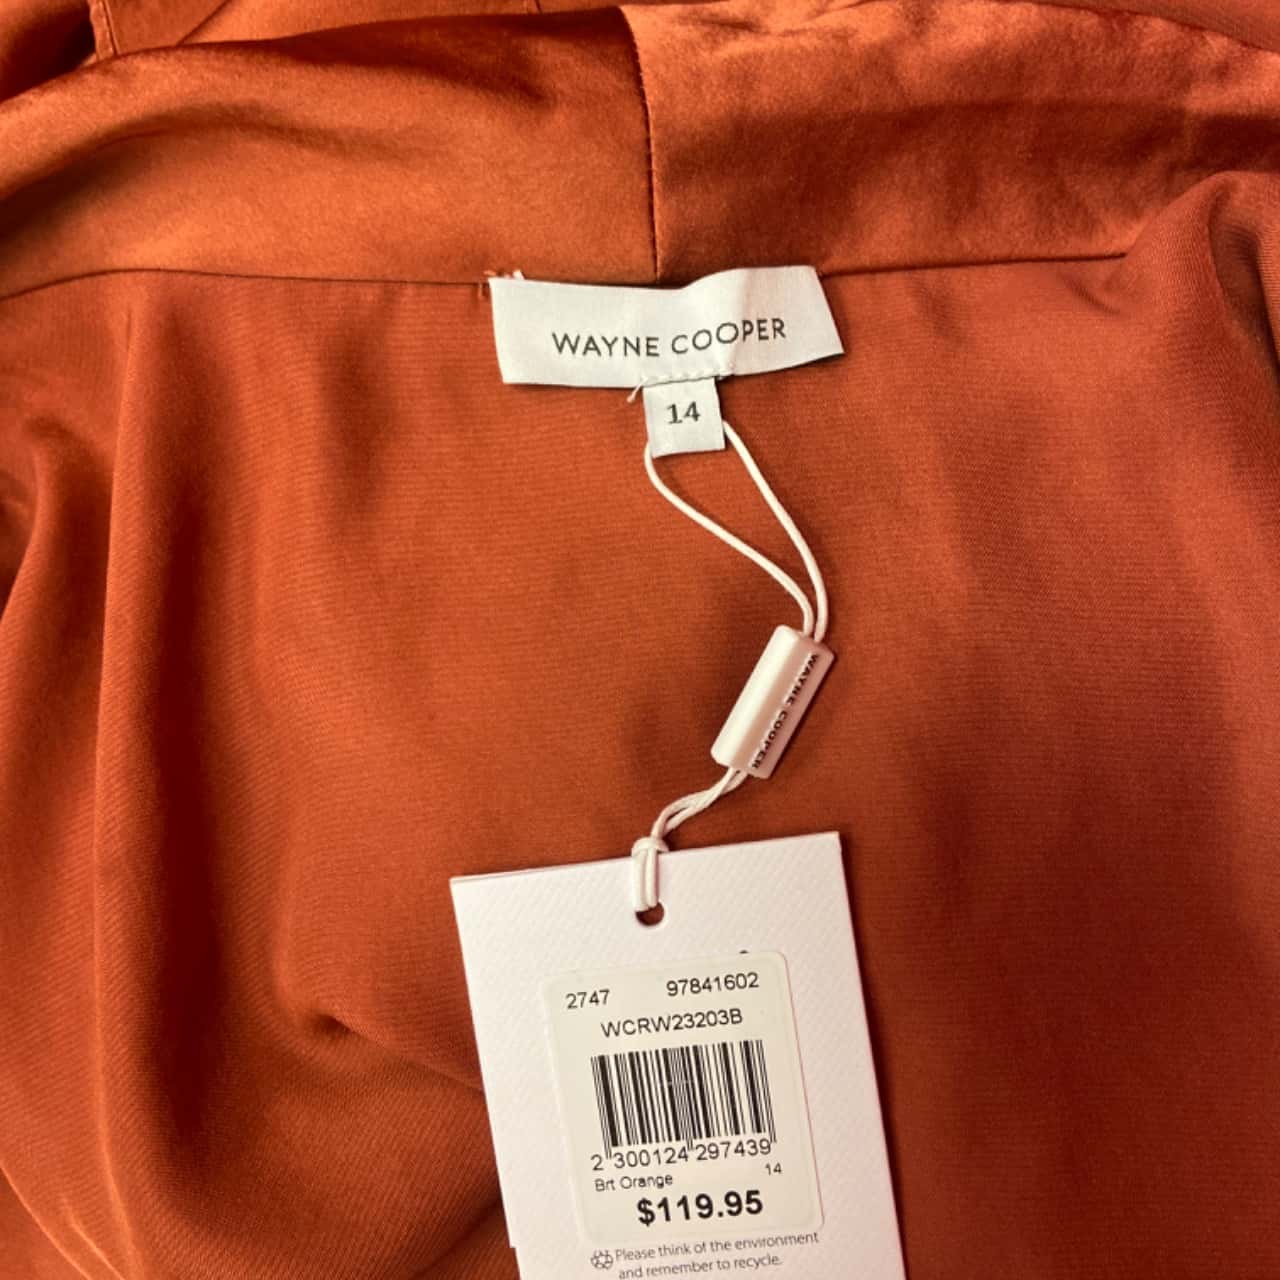 WAYNE COOPER
14
WAYNE COOPER
2747 97841602
WCRW23203B
2 300124 297439
Brt Orange 14
$119.95
Please think of the environment
and remember to recycle.